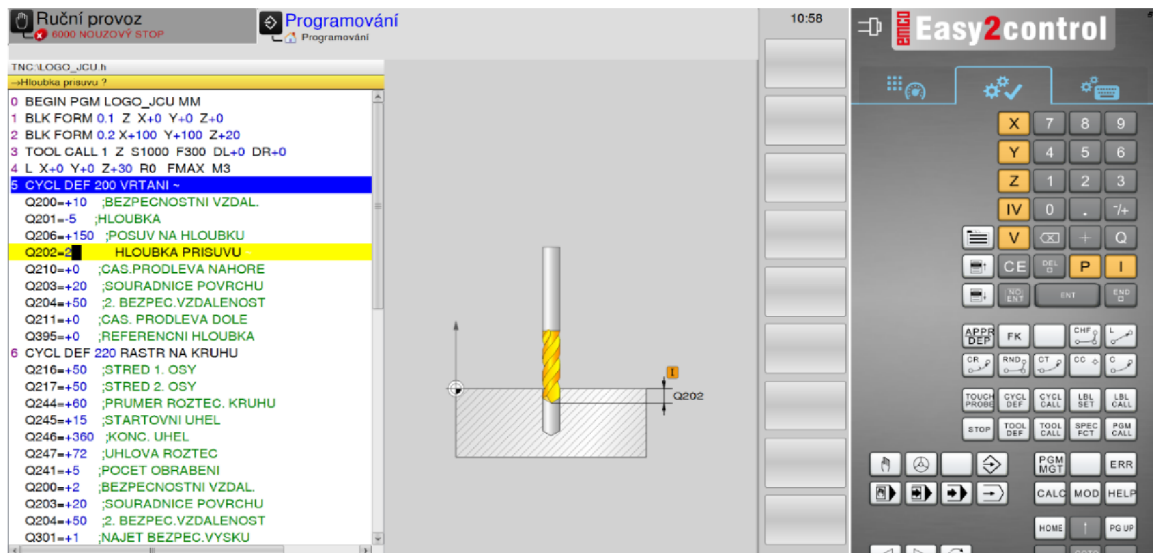 Ruční provoz
6000 NOUZOVÝ STOP
Programování
Programování
10:58
emco Easy2control
TNC:\LOGO_JCU.h
→Hloubka prisuvu ?
0 BEGIN PGM LOGO_JCU MM
1 BLK FORM 0.1 Z X+0 Y+0 Z+0
2 BLK FORM 0.2 X+100 Y+100 Z+20
3 TOOL CALL 1 Z S1000 F300 DL+0 DR+0
4 L X+0 Y+0 Z+30 R0 FMAX M3
5 CYCL DEF 200 VRTANI ~
Q200=+10 ;BEZPECNOSTNI VZDAL.
Q201=-5 ;HLOUBKA
Q206=+150 ;POSUV NA HLOUBKU
Q202=2 HLOUBKA PRISUVU ~
Q210=+0 ;CAS.PRODLEVA NAHORE
Q203=+20 ;SOURADNICE POVRCHU
Q204=+50 ;2. BEZPEC.VZDALENOST
Q211=+0 ;CAS. PRODLEVA DOLE
Q395=+0 ;REFERENCNI HLOUBKA
6 CYCL DEF 220 RASTR NA KRUHU
Q216=+50 ;STRED 1. OSY
Q217=+50 ;STRED 2. OSY
Q244=+60 ;PRUMER ROZTEC. KRUHU
Q245=+15 ;STARTOVNI UHEL
Q246=+360 ;KONC. UHEL
Q247=+72 ;UHLOVA ROZTEC
Q241=+5 ;POCET OBRABENI
Q200=+2 ;BEZPECNOSTNI VZDAL.
Q203=+20 ;SOURADNICE POVRCHU
Q204=+50 ;2. BEZPEC.VZDALENOST
Q301=+1 ;NAJET BEZPEC.VYSKU
I
Q202
X 7 8 9
Y 4 5 6
Z 1 2 3
IV 0 . -/+
V + Q
CE DEL P I
NO ENT ENT END
APPR DEP FK CHF L
CR RND CT CC C
TOUCH PROBE CYCL DEF CYCL CALL LBL SET LBL CALL
STOP TOOL DEF TOOL CALL SPEC FCT PGM CALL
PGM MGT ERR
CALC MOD HELP
HOME PG UP